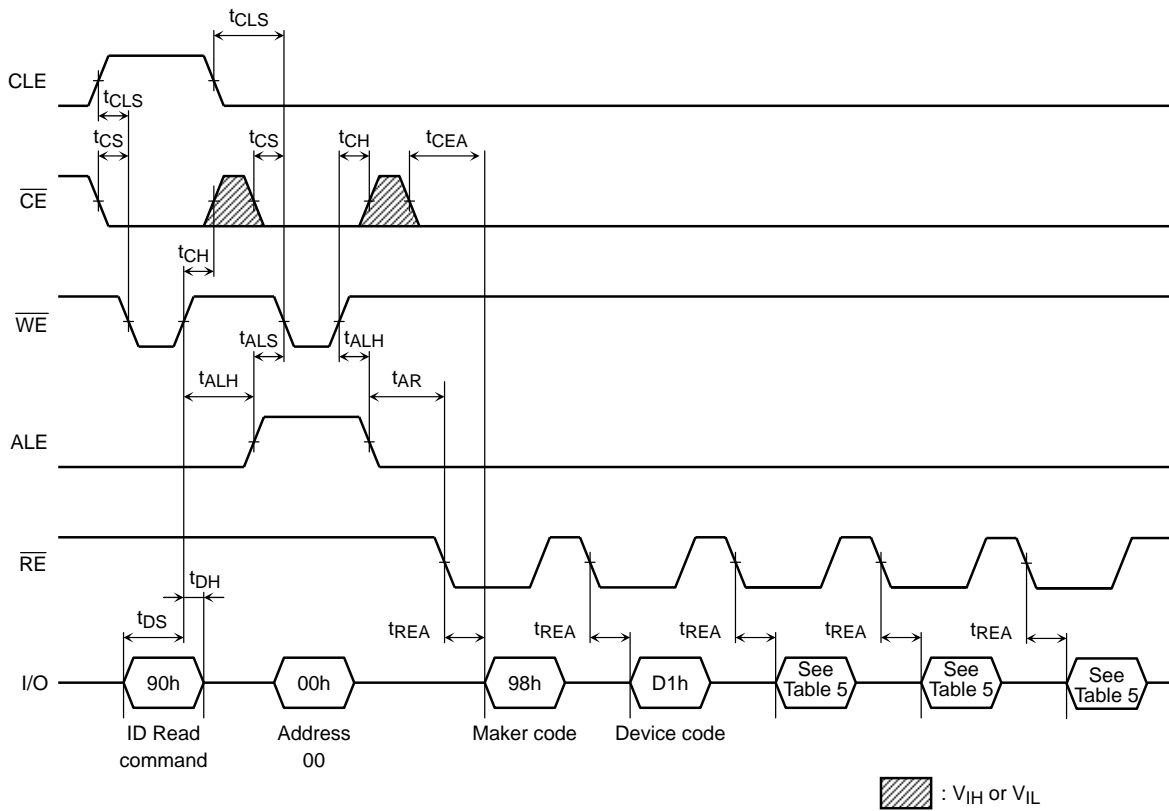 tCLS
CLE
tCLS
tCS tCS tCH tCEA
CE
tCH
WE
tALS tALH
tALH tAR
ALE
RE
tDH
tDS
tREA tREA tREA tREA tREA
I/O 90h 00h 98h D1h See Table 5 See Table 5 See Table 5
ID Read command
Address 00
Maker code
Device code
: VIH or VIL